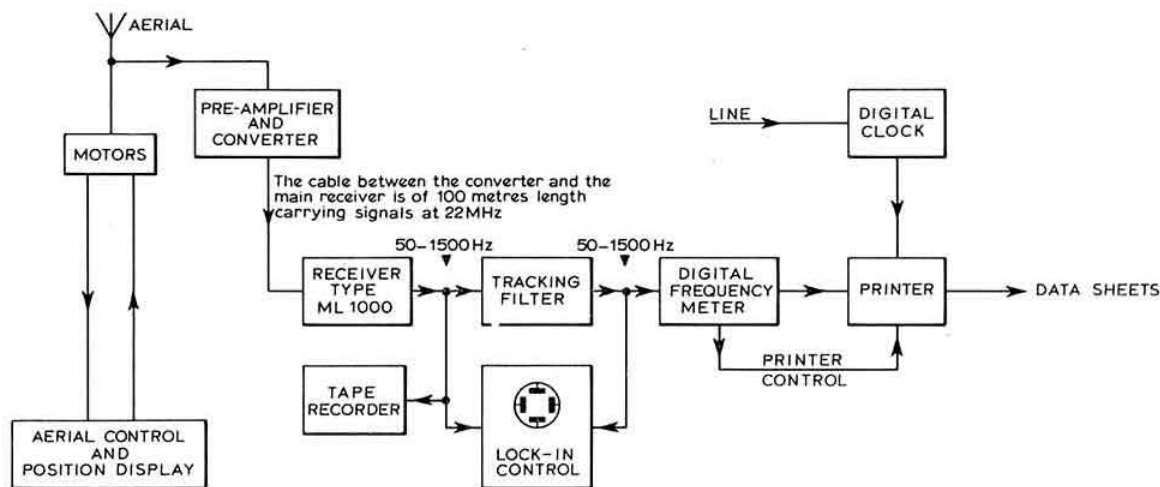 AERIAL
PRE-AMPLIFIER
AND
CONVERTER
MOTORS
The cable between the converter and the
main receiver is of 100 metres length
carrying signals at 22MHz
LINE
DIGITAL
CLOCK
50-1500 Hz
50-1500 Hz
RECEIVER
TYPE
ML 1000
TRACKING
FILTER
DIGITAL
FREQUENCY
METER
PRINTER
DATA SHEETS
PRINTER
CONTROL
TAPE
RECORDER
LOCK-IN
CONTROL
AERIAL CONTROL
AND
POSITION DISPLAY